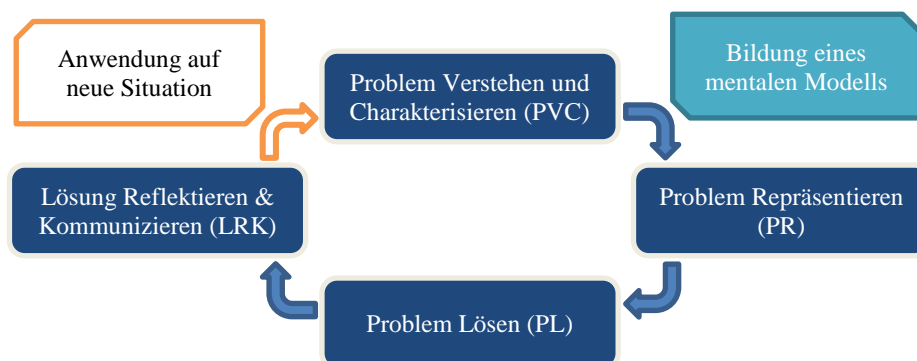 Anwendung auf
neue Situation
Problem Verstehen und
Charakterisieren (PVC)
Bildung eines
mentalen Modells
Lösung Reflektieren &
Kommunizieren (LRK)
Problem Repräsentieren
(PR)
Problem Lösen (PL)